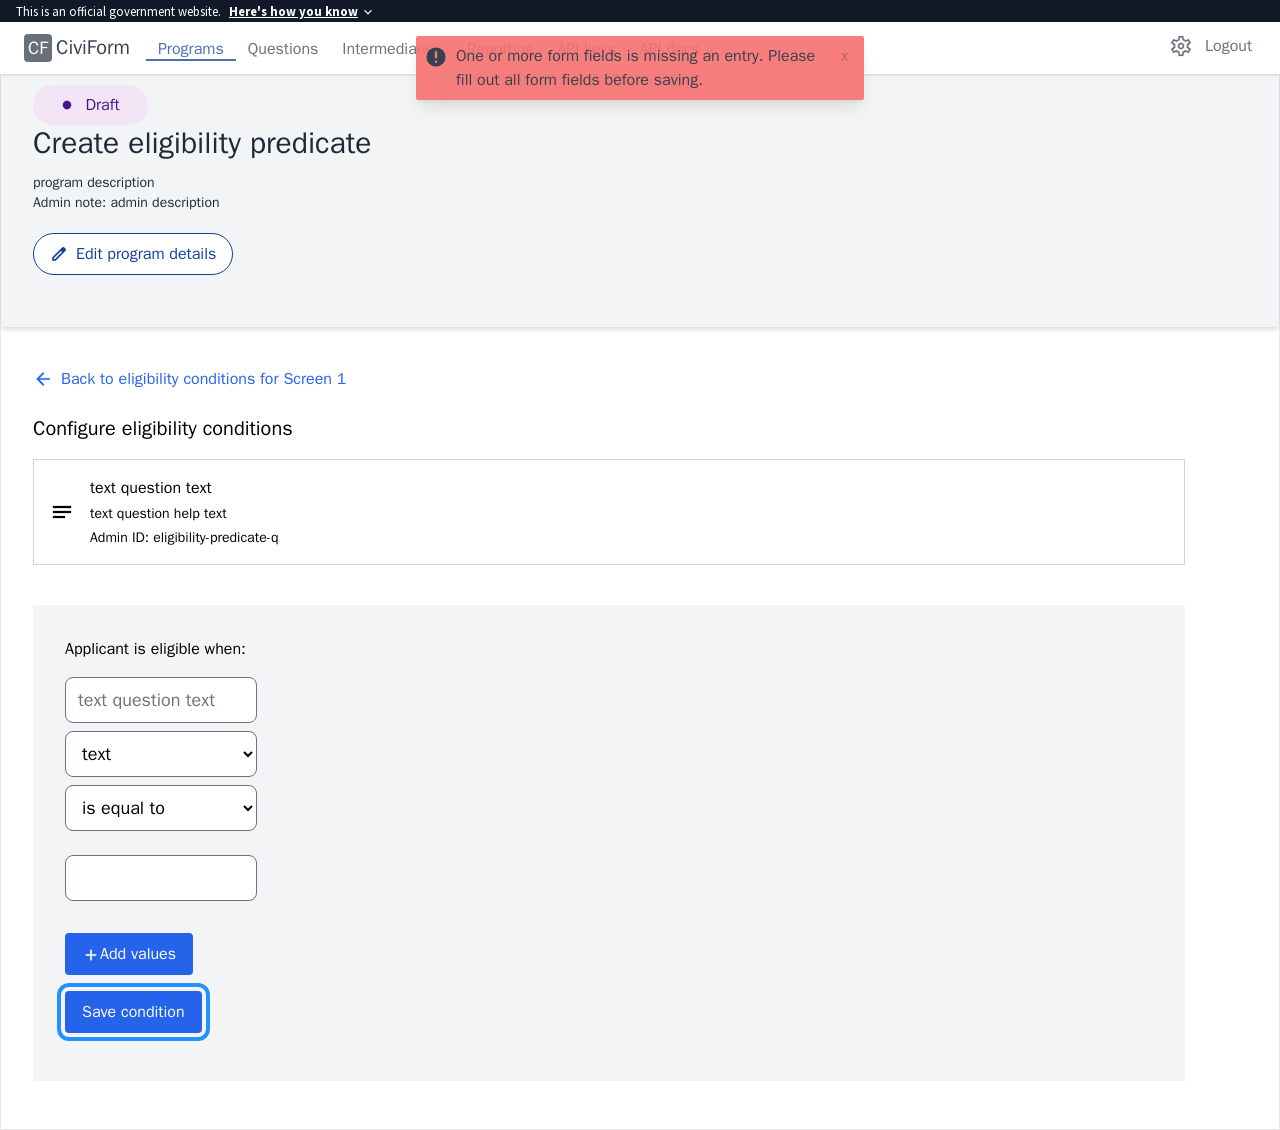 This is an official government website. Here's how you know
CF CiviForm Programs Questions Logout
One or more form fields is missing an entry. Please
fill out all form fields before saving.
x
Draft
Create eligibility predicate
program description
Admin note: admin description
Edit program details
Back to eligibility conditions for Screen 1
Configure eligibility conditions
text question text
text question help text
Admin ID: eligibility-predicate-q
Applicant is eligible when:
text question text
text
is equal to
Add values
Save condition